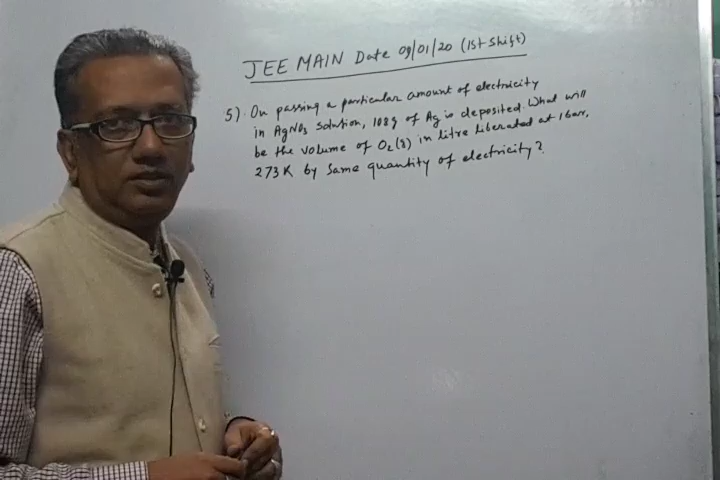 JEE MAIN Date 09/01/20 (1st Shift)
5). On passing a particular amount of electricity
in AgNO3 solution, 108g of Ag is deposited. What will
be the volume of O2(g) in litre liberated at 1 bar,
273K by same quantity of electricity?